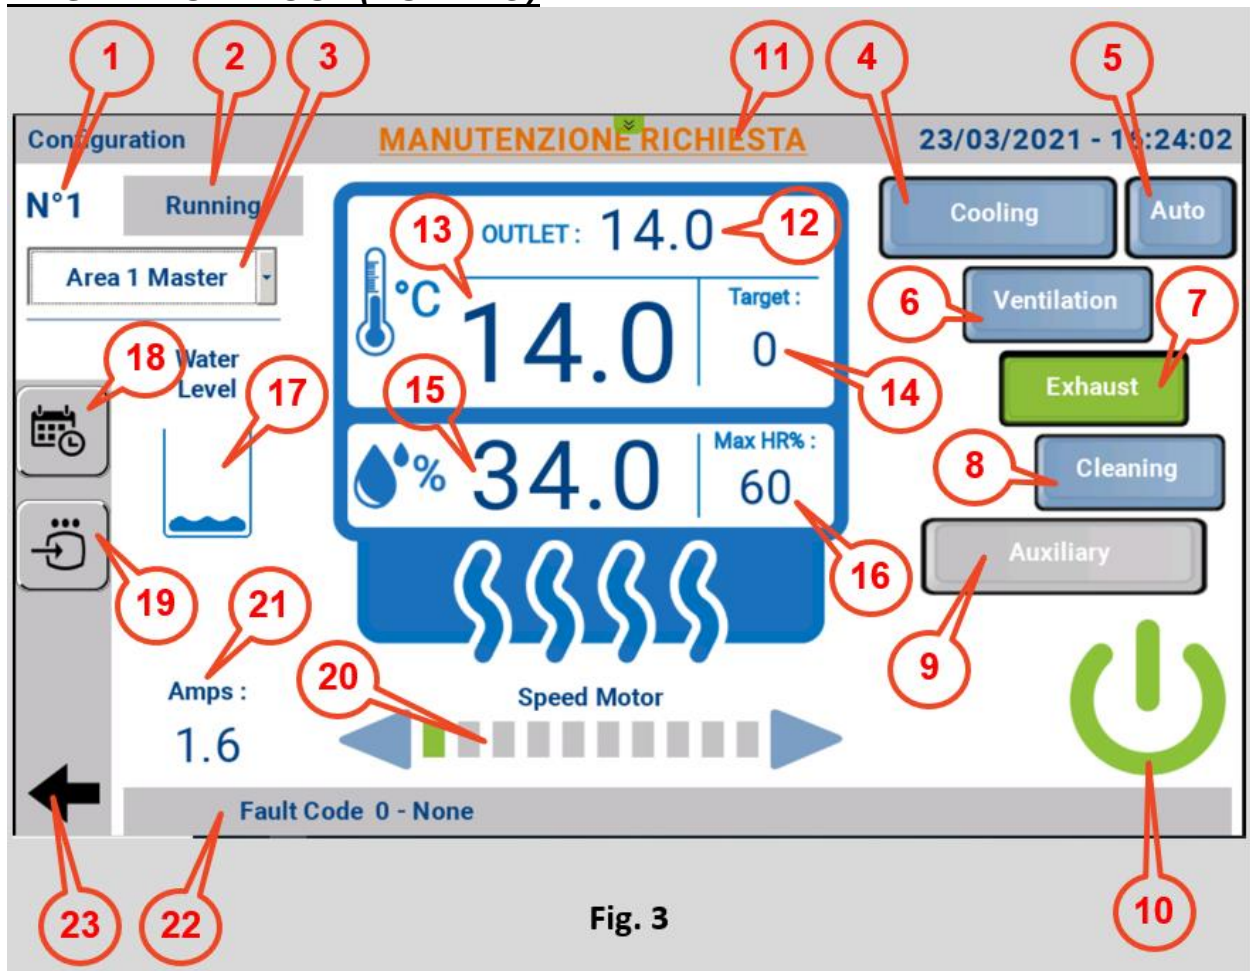 1
2
3
11
4
5
Configuration
MANUTENZIONE RICHIESTA
23/03/2021 - 16:24:02
N°1
Running
Cooling
Auto
13
OUTLET :
14.0
12
Area 1 Master
°C
14.0
Target :
0
6
Ventilation
7
18
Water
Level
17
15
14
Exhaust
%
34.0
Max HR% :
60
8
Cleaning
19
21
16
Auxiliary
9
Amps :
1.6
20
Speed Motor
Fault Code 0 - None
23
22
Fig. 3
10